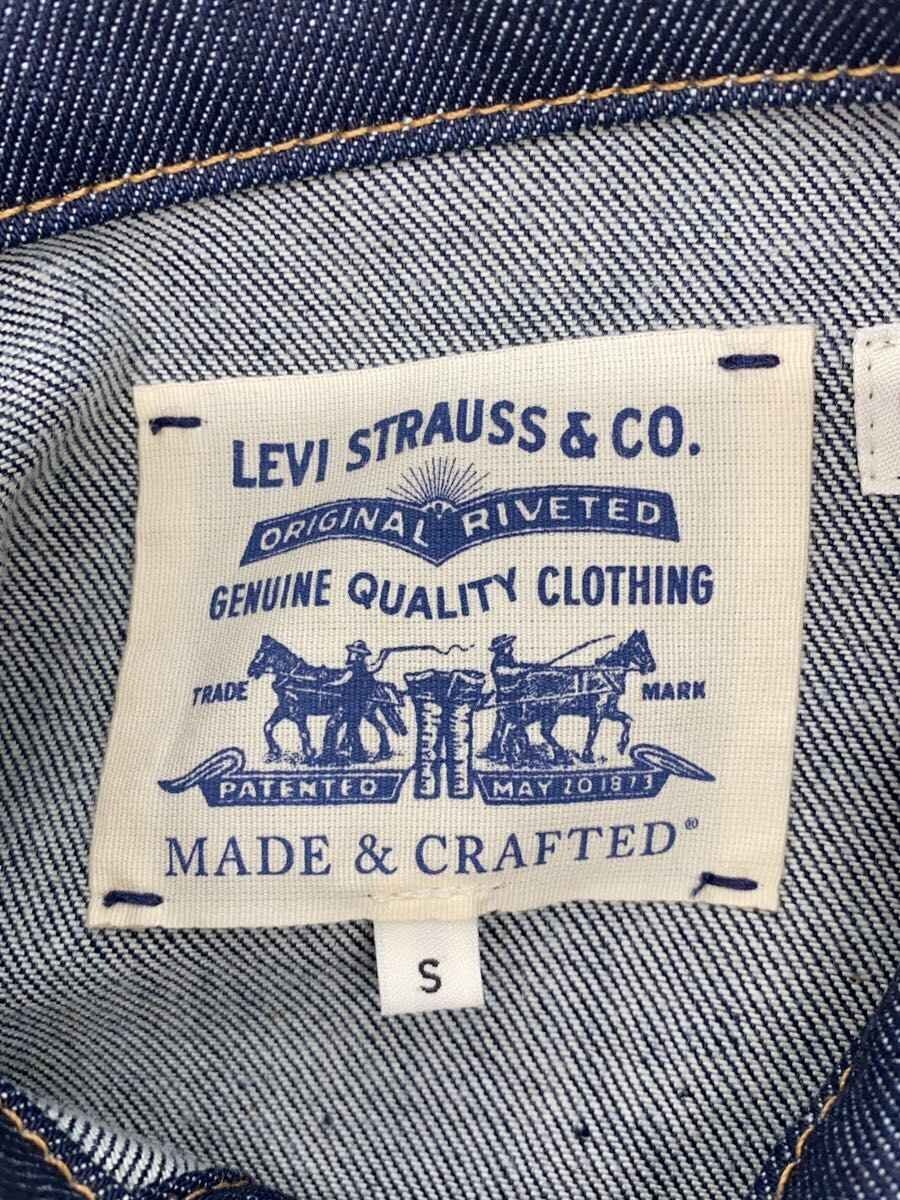 LEVI STRAUSS & CO.
ORIGINAL RIVETED
GENUINE QUALITY CLOTHING
TRADE MARK
PATENTED MAY 20 1873
MADE & CRAFTED®
S